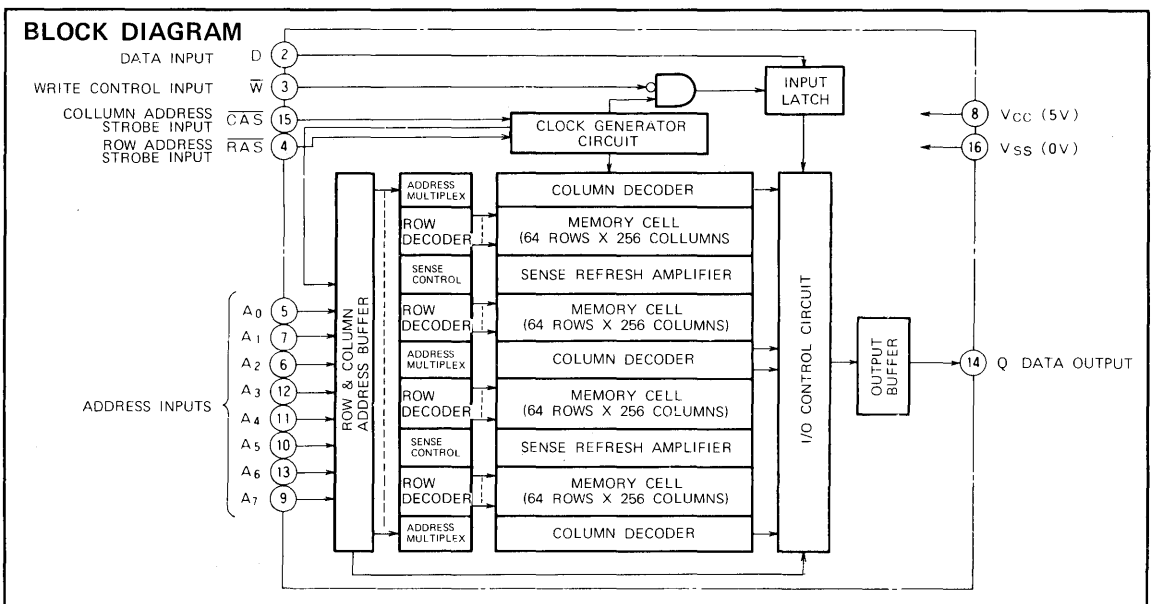 BLOCK DIAGRAM
DATA INPUT D 2
WRITE CONTROL INPUT W̅ 3
COLLUMN ADDRESS
STROBE INPUT C̅A̅S̅ 15
ROW ADDRESS
STROBE INPUT R̅A̅S̅ 4
INPUT
LATCH
CLOCK GENERATOR
CIRCUIT
8 VCC (5V)
16 VSS (0V)
ADDRESS INPUTS
A0 5
A1 7
A2 6
A3 12
A4 11
A5 10
A6 13
A7 9
ROW & COLUMN
ADDRESS BUFFER
ADDRESS
MULTIPLEX
COLUMN DECODER
ROW
DECODER
MEMORY CELL
(64 ROWS X 256 COLLUMNS
SENSE
CONTROL
SENSE REFRESH AMPLIFIER
ROW
DECODER
MEMORY CELL
(64 ROWS X 256 COLUMNS)
ADDRESS
MULTIPLEX
COLUMN DECODER
ROW
DECODER
MEMORY CELL
(64 ROWS X 256 COLUMNS)
SENSE
CONTROL
SENSE REFRESH AMPLIFIER
ROW
DECODER
MEMORY CELL
(64 ROWS X 256 COLUMNS)
ADDRESS
MULTIPLEX
COLUMN DECODER
I/O CONTROL CIRCUIT
OUTPUT
BUFFER
14 Q DATA OUTPUT